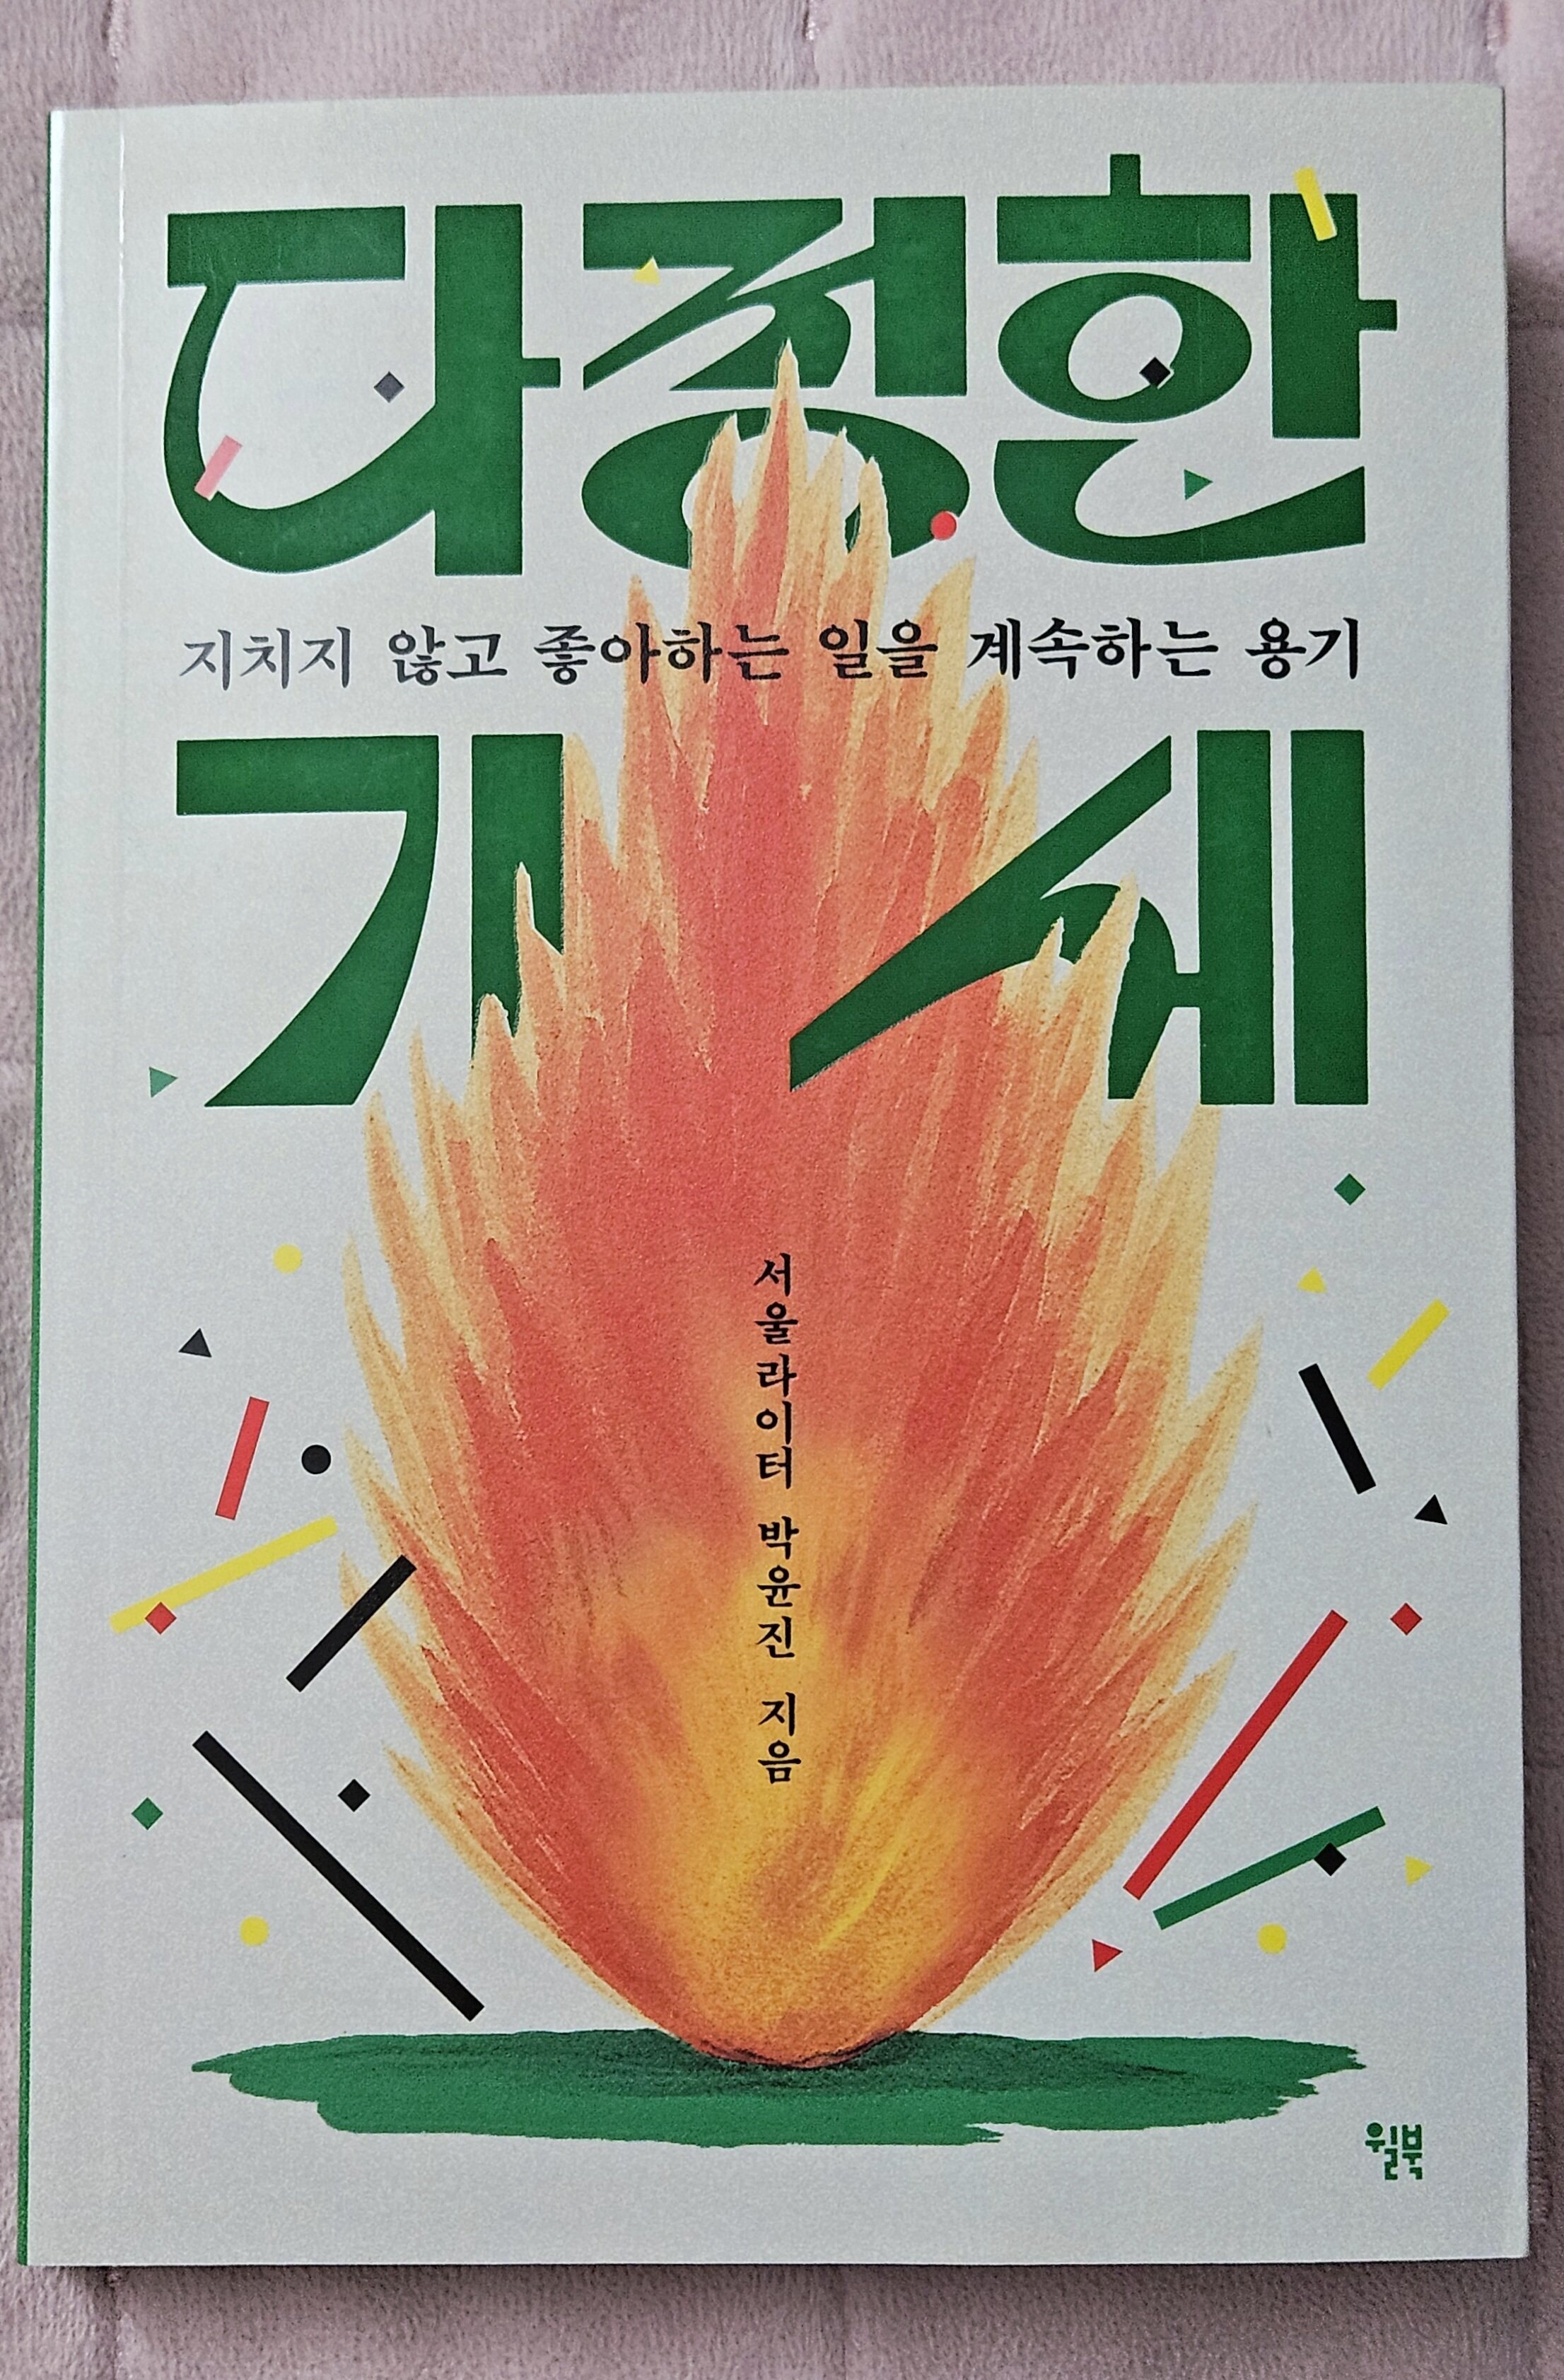 다정한
지치지 않고 좋아하는 일을 계속하는 용기
기세
서울라이터 박윤진 지음
윌북